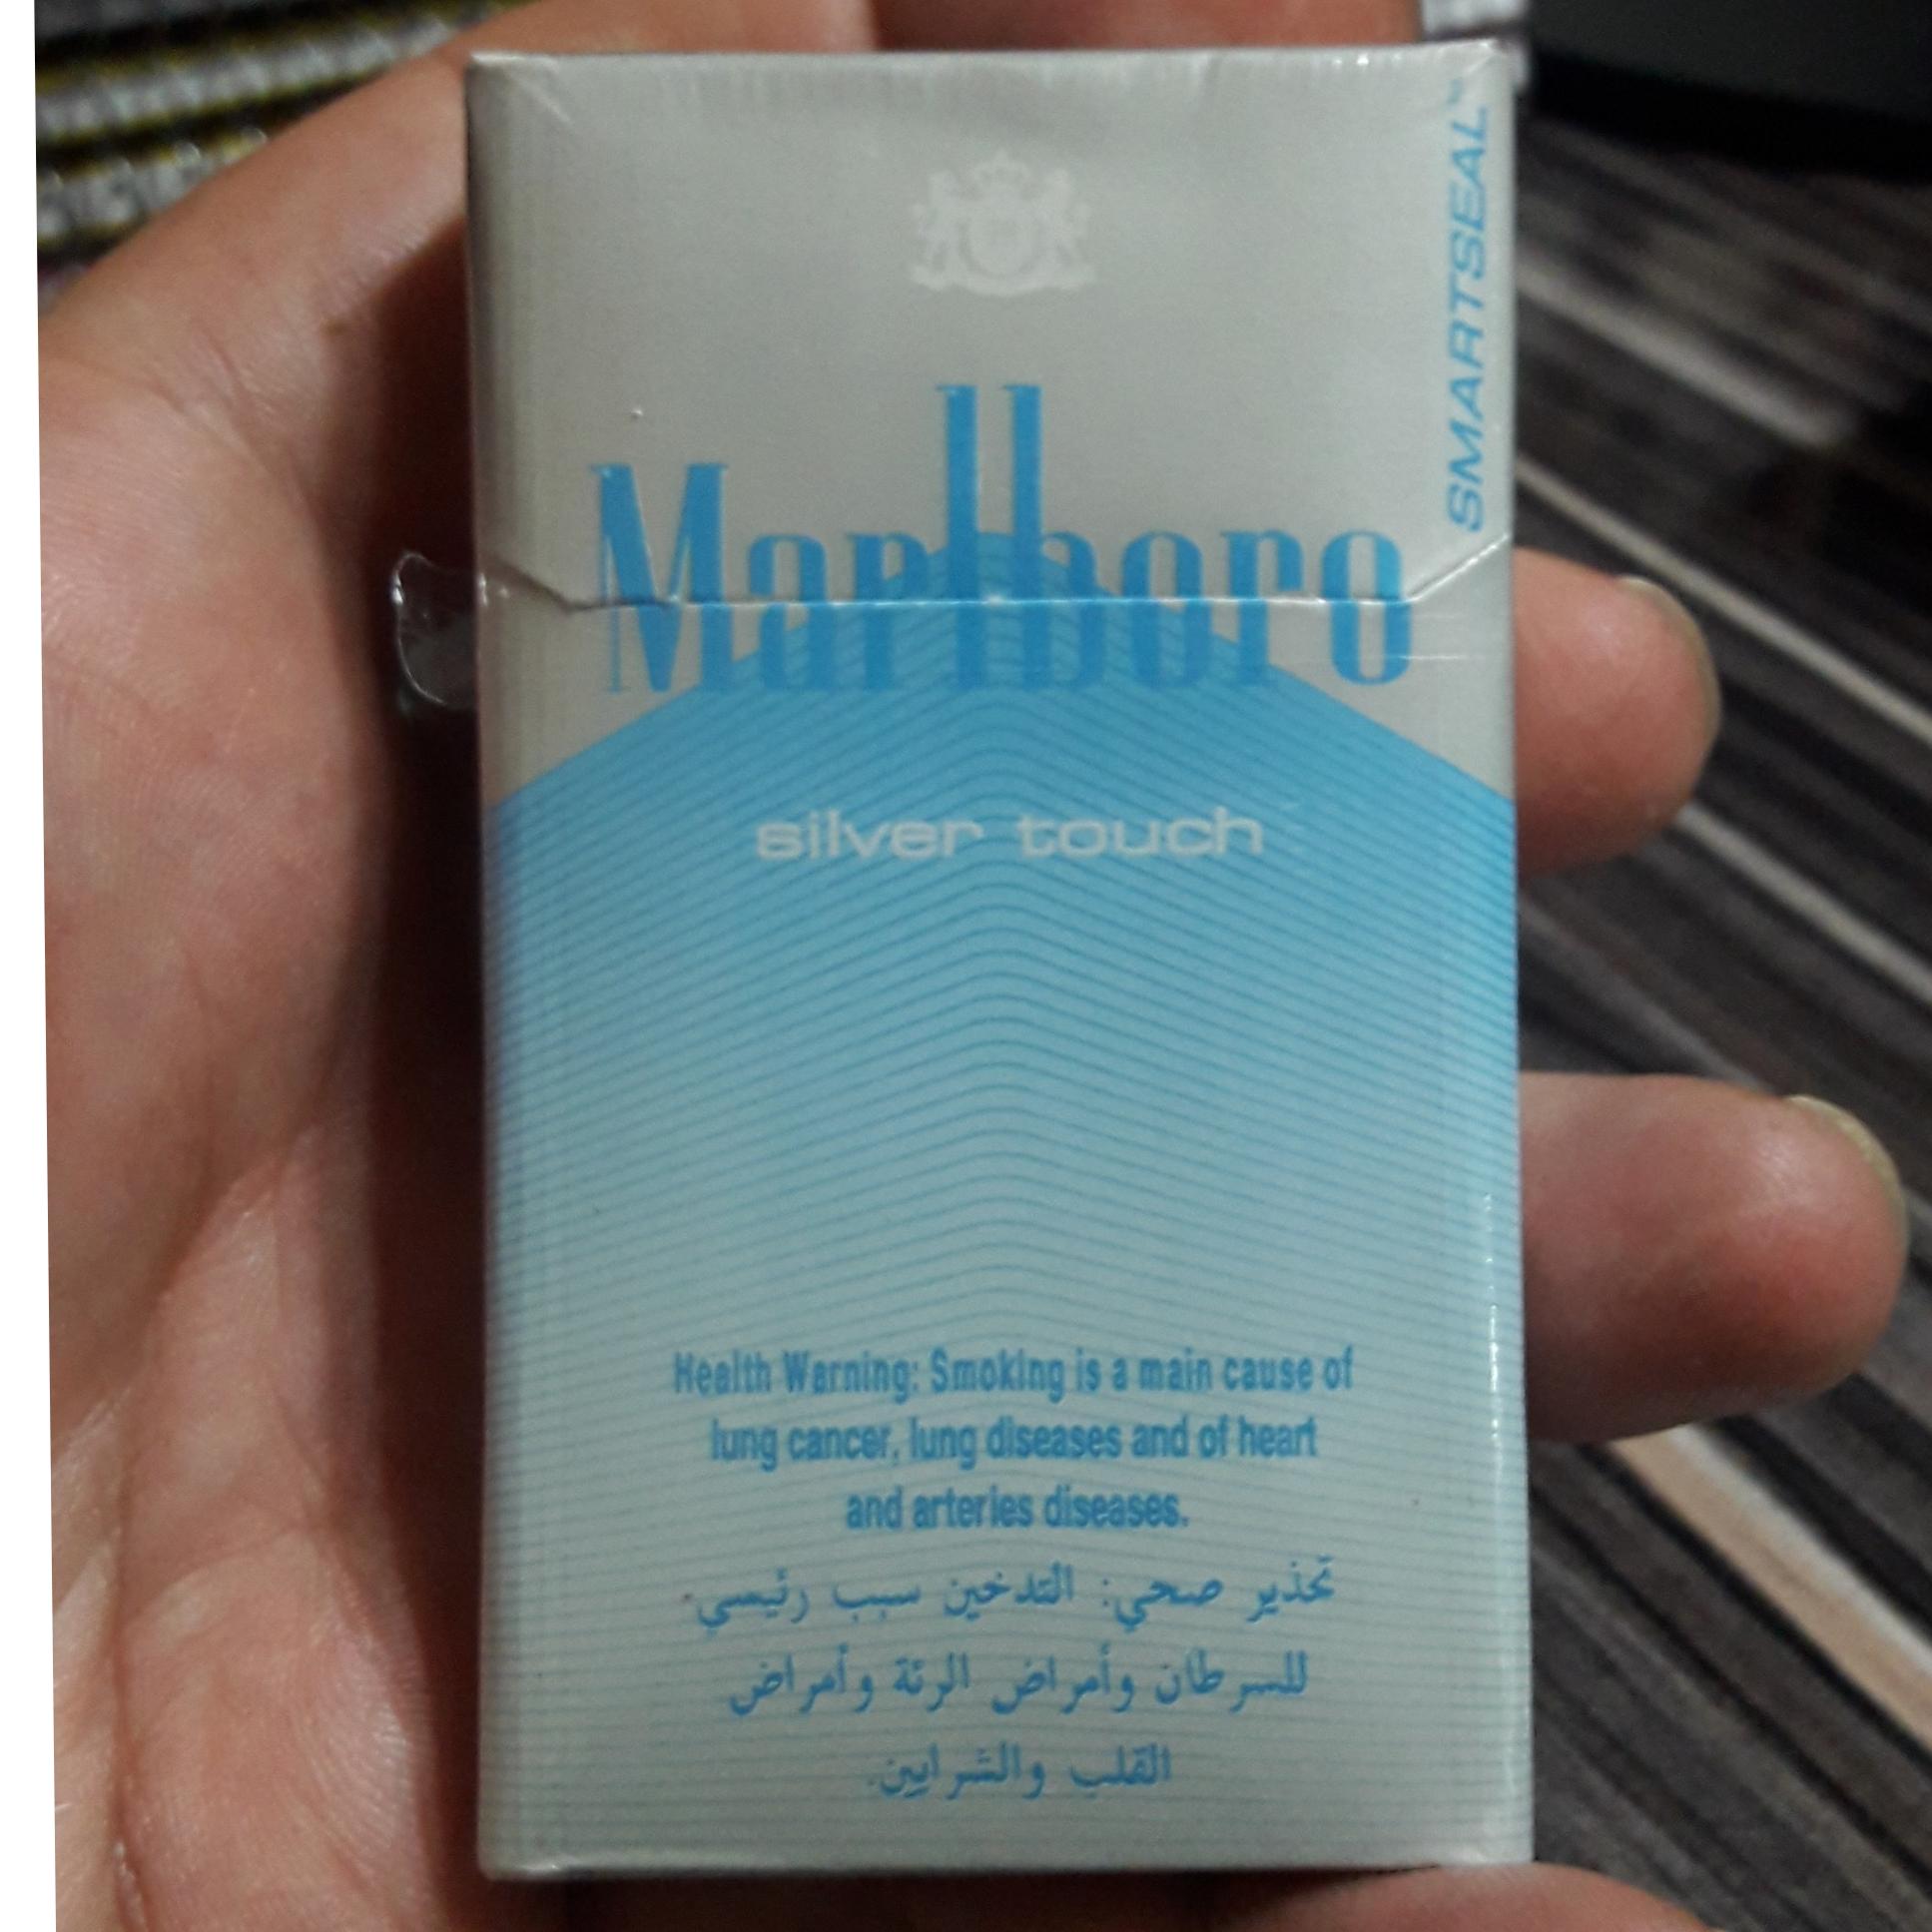 SMARTSEAL™
Marlboro
silver touch
Health Warning: Smoking is a main cause of
lung cancer, lung diseases and of heart
and arteries diseases.
تحذير صحي: التدخين سبب رئيسي
للسرطان وأمراض الرئة وأمراض
القلب والشرايين.